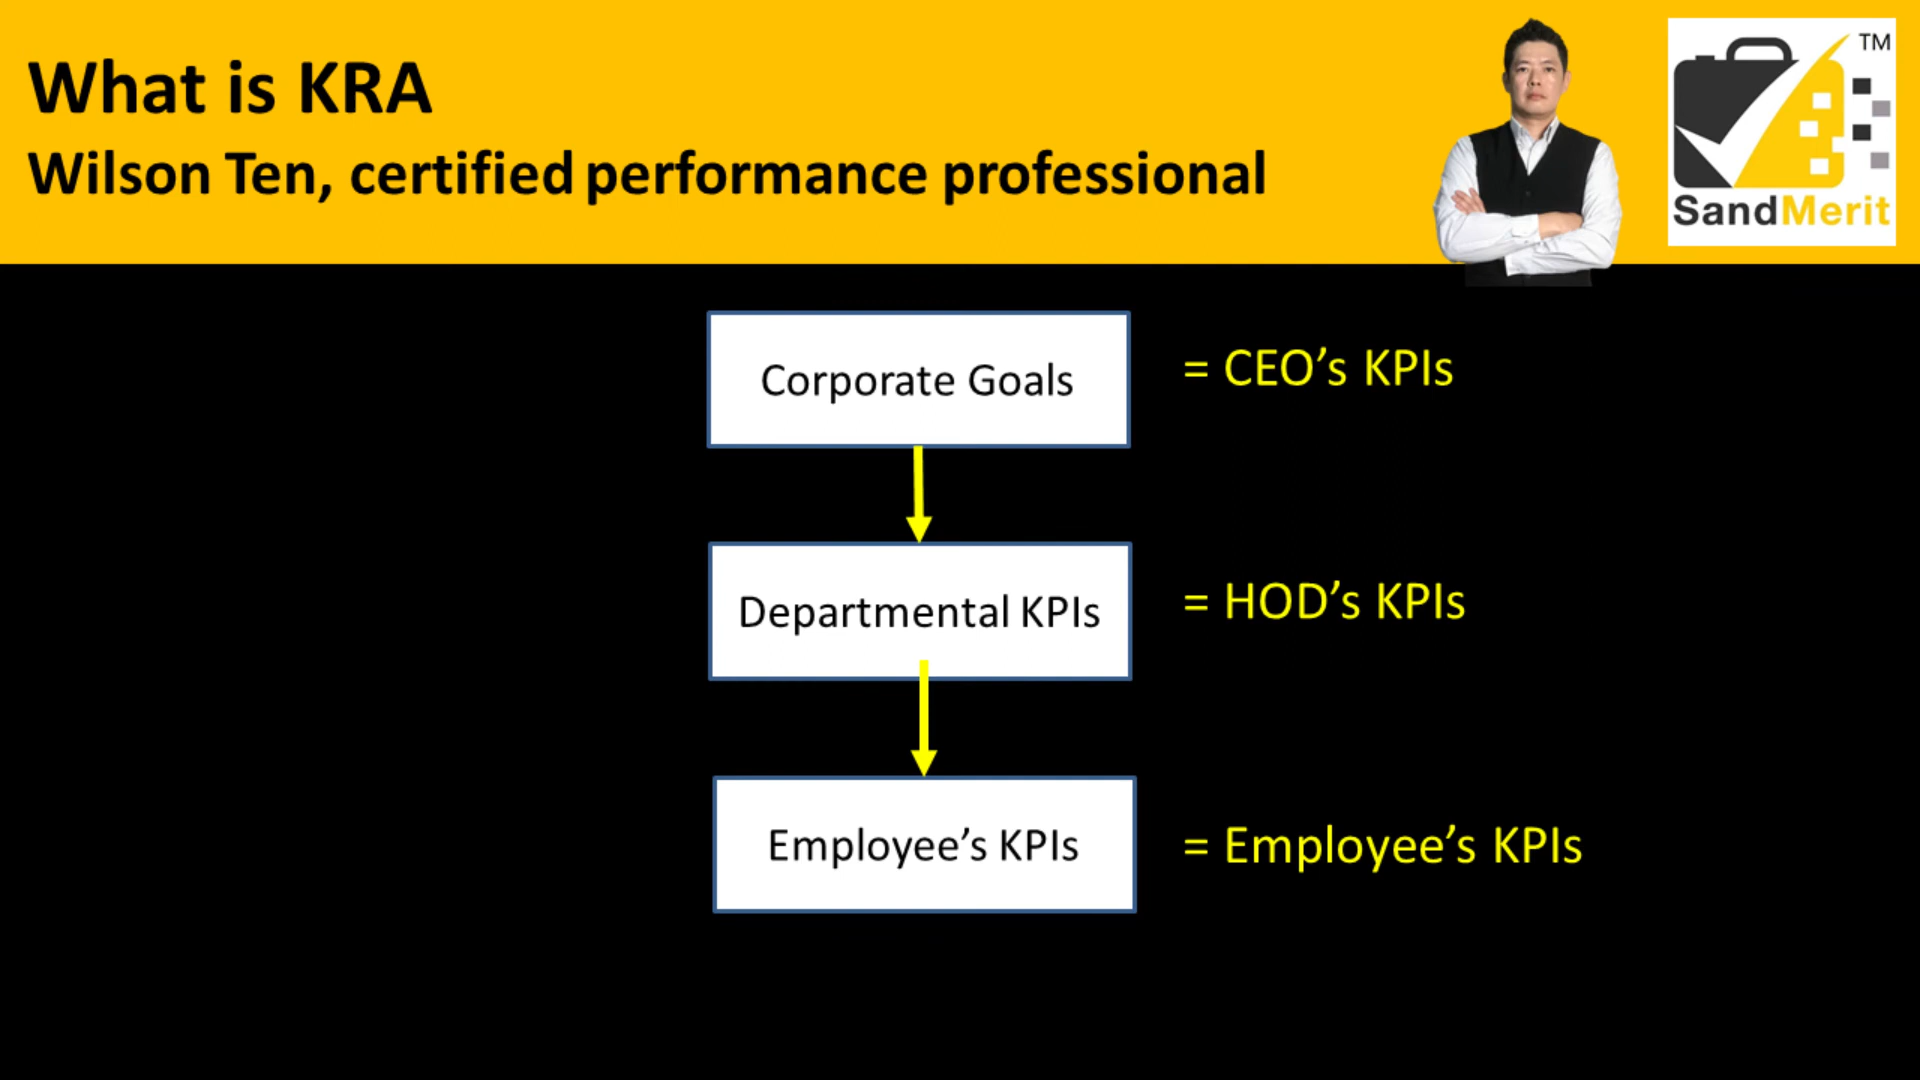 What is KRA
Wilson Ten, certified performance professional
TM
SandMerit
Corporate Goals
= CEO’s KPIs
Departmental KPIs
= HOD’s KPIs
Employee’s KPIs
= Employee’s KPIs